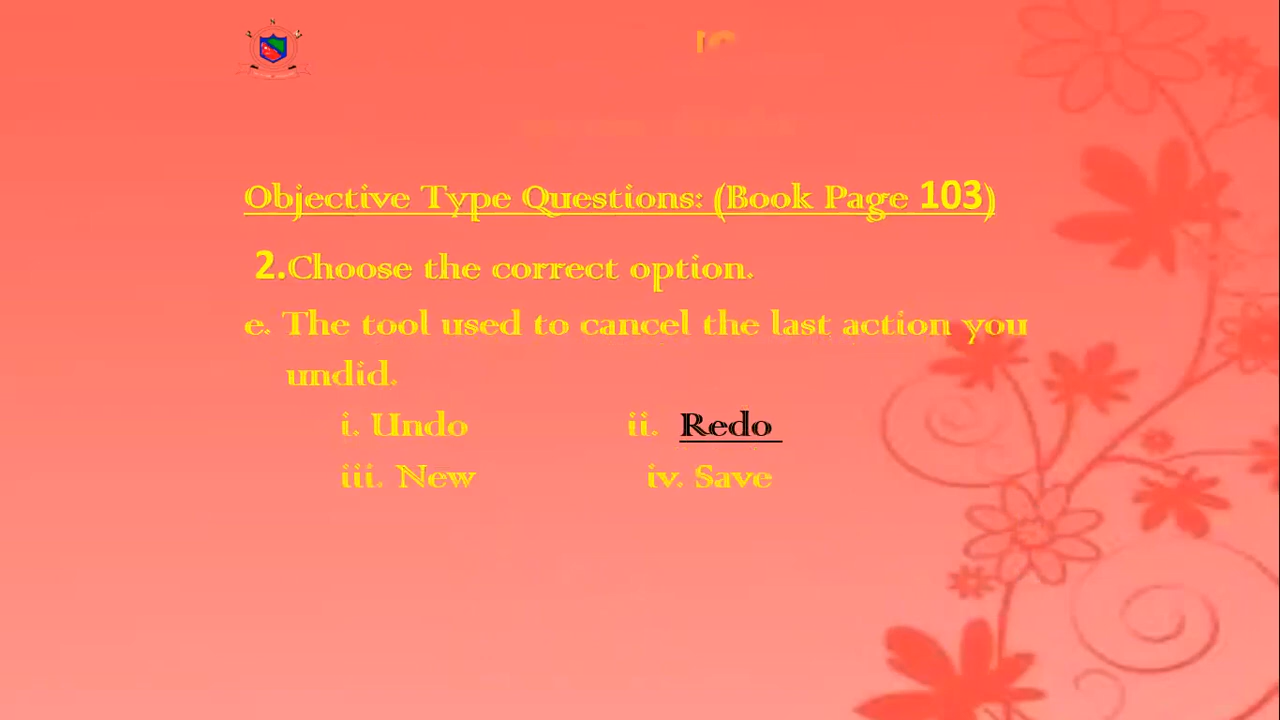 Objective Type Questions: (Book Page 103)
2.Choose the correct option.
e. The tool used to cancel the last action you
undid.
i. Undo ii. Redo
iii. New iv. Save